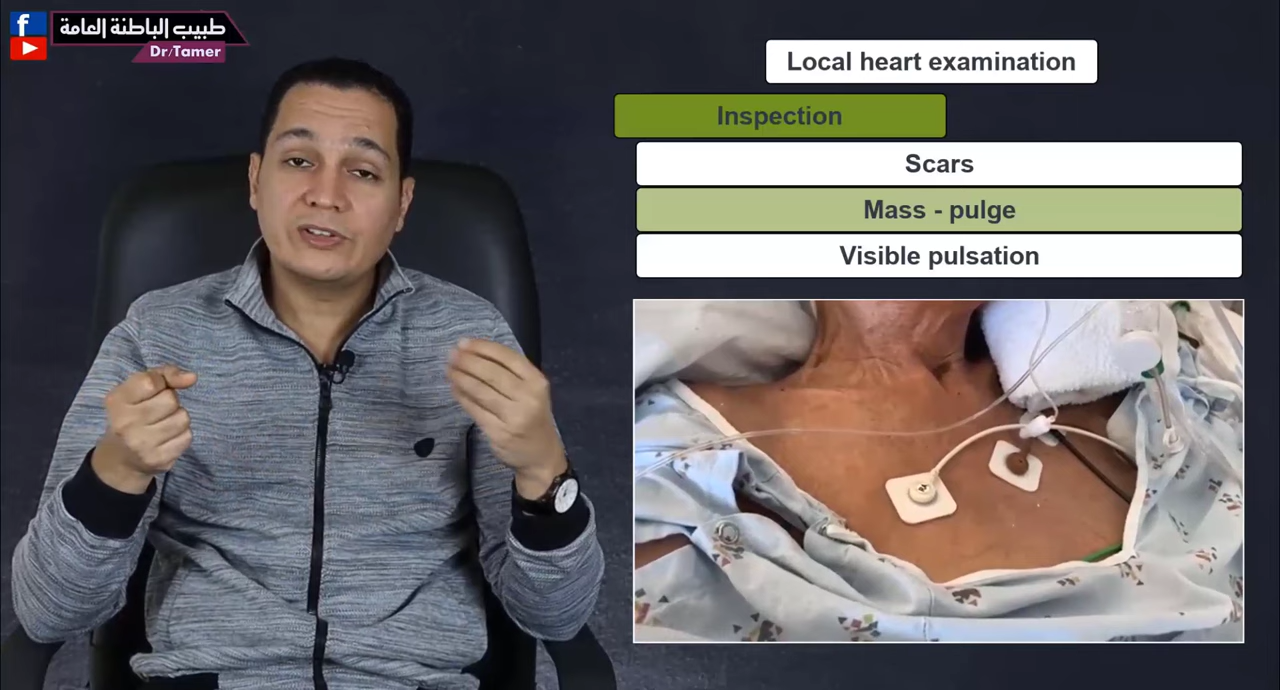 طبيب الباطنة العامة
Dr/Tamer
Local heart examination
Inspection
Scars
Mass - pulge
Visible pulsation